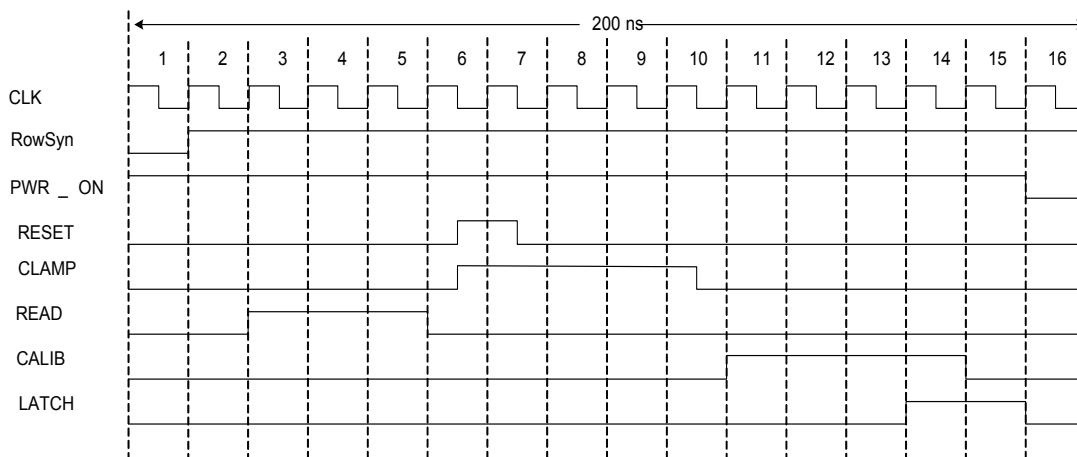 200 ns
1 2 3 4 5 6 7 8 9 10 11 12 13 14 15 16
CLK
RowSyn
PWR _ ON
RESET
CLAMP
READ
CALIB
LATCH